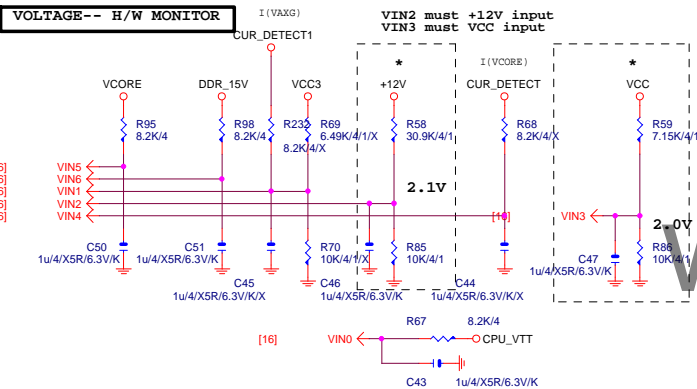 VOLTAGE-- H/W MONITOR
I(VAXG)
CUR_DETECT1
VIN2 must +12V input
VIN3 must VCC input
*
*
I(VCORE)
VCORE
DDR_15V
VCC3
+12V
CUR_DETECT
VCC
R95
8.2K/4
R98
8.2K/4
R232
8.2K/4/X
R69
6.49K/4/1/X
R58
30.9K/4/1
R68
8.2K/4/X
R59
7.15K/4/1
6]
VIN5
6]
VIN6
6]
VIN1
6]
VIN2
6]
VIN4
2.1V
[16]
VIN3
2.0V
C50
1u/4/X5R/6.3V/K
C51
1u/4/X5R/6.3V/K
C45
1u/4/X5R/6.3V/K/X
R70
10K/4/1/X
C46
1u/4/X5R/6.3V/K
R85
10K/4/1
C44
1u/4/X5R/6.3V/K/X
C47
1u/4/X5R/6.3V/K
R86
10K/4/1
[16]
VIN0
R67
8.2K/4
CPU_VTT
C43
1u/4/X5R/6.3V/K